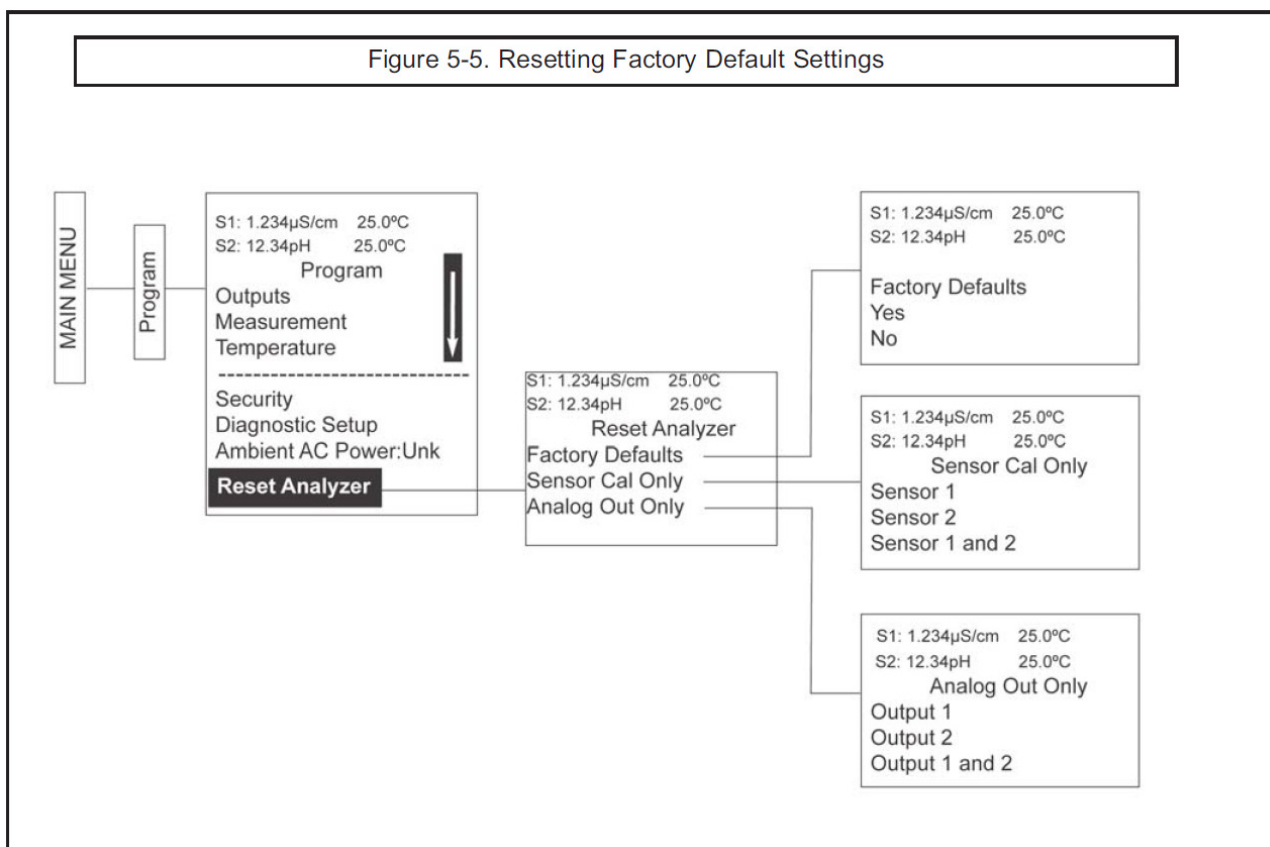 Figure 5-5. Resetting Factory Default Settings
MAIN MENU
Program
S1: 1.234µS/cm 25.0ºC
S2: 12.34pH 25.0ºC
Program
Outputs
Measurement
Temperature
Security
Diagnostic Setup
Ambient AC Power:Unk
Reset Analyzer
S1: 1.234µS/cm 25.0ºC
S2: 12.34pH 25.0ºC
Reset Analyzer
Factory Defaults
Sensor Cal Only
Analog Out Only
S1: 1.234µS/cm 25.0ºC
S2: 12.34pH 25.0ºC
Factory Defaults
Yes
No
S1: 1.234µS/cm 25.0ºC
S2: 12.34pH 25.0ºC
Sensor Cal Only
Sensor 1
Sensor 2
Sensor 1 and 2
S1: 1.234µS/cm 25.0ºC
S2: 12.34pH 25.0ºC
Analog Out Only
Output 1
Output 2
Output 1 and 2